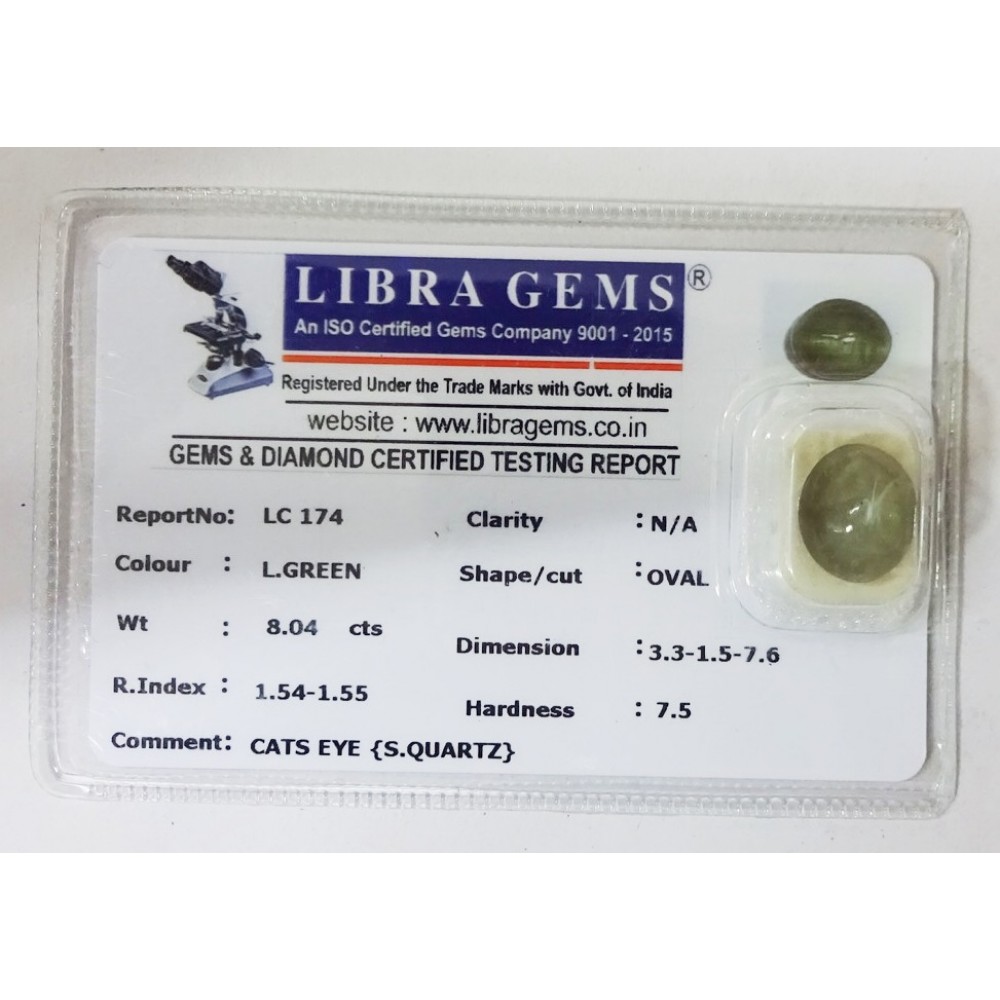 LIBRA GEMS®
An ISO Certified Gems Company 9001 - 2015
Registered Under the Trade Marks with Govt. of India
website : www.libragems.co.in
GEMS & DIAMOND CERTIFIED TESTING REPORT
ReportNo: LC 174 Clarity : N/A
Colour : L.GREEN Shape/cut : OVAL
Wt : 8.04 cts Dimension : 3.3-1.5-7.6
R.Index : 1.54-1.55 Hardness : 7.5
Comment: CATS EYE {S.QUARTZ}